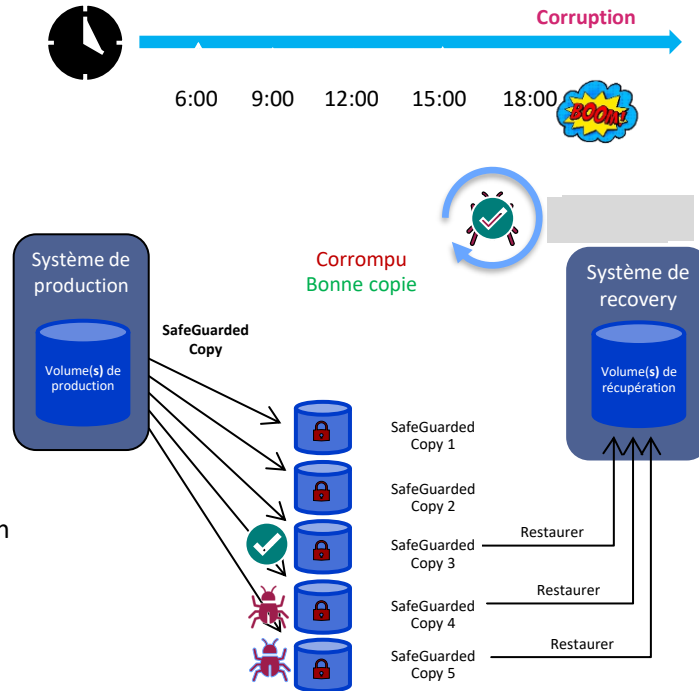 Corruption
6:00 9:00 12:00 15:00 18:00
BOOM!
Système de
production
Volume(s) de
production
SafeGuarded
Copy
Corrompu
Bonne copie
Système de
recovery
Volume(s) de
récupération
SafeGuarded
Copy 1
SafeGuarded
Copy 2
n
SafeGuarded
Copy 3
Restaurer
SafeGuarded
Copy 4
Restaurer
SafeGuarded
Copy 5
Restaurer